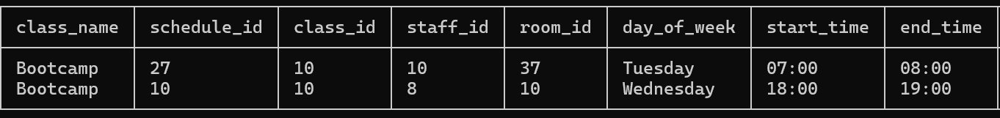 class_name schedule_id class_id staff_id room_id day_of_week start_time end_time
Bootcamp 27 10 10 37 Tuesday 07:00 08:00
Bootcamp 10 10 8 10 Wednesday 18:00 19:00